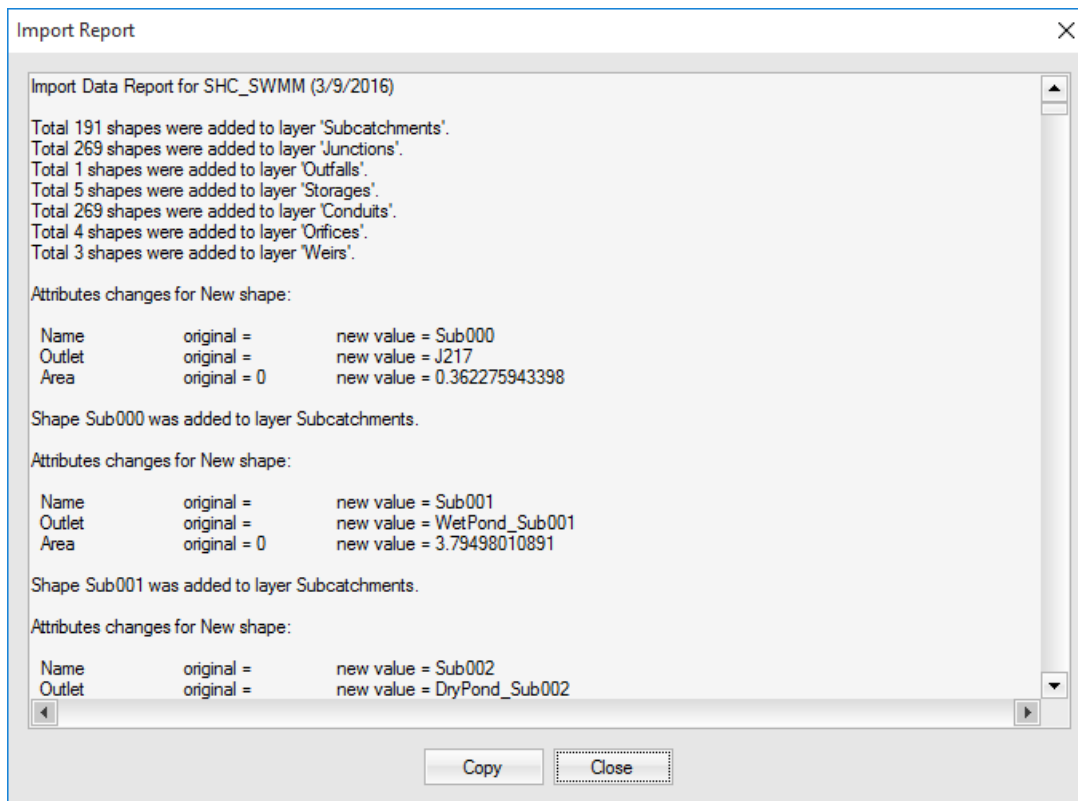 Import Report
Import Data Report for SHC_SWMM (3/9/2016)
Total 191 shapes were added to layer 'Subcatchments'.
Total 269 shapes were added to layer 'Junctions'.
Total 1 shapes were added to layer 'Outfalls'.
Total 5 shapes were added to layer 'Storages'.
Total 269 shapes were added to layer 'Conduits'.
Total 4 shapes were added to layer 'Orifices'.
Total 3 shapes were added to layer 'Weirs'.
Attributes changes for New shape:
Name original = new value = Sub000
Outlet original = new value = J217
Area original = 0 new value = 0.362275943398
Shape Sub000 was added to layer Subcatchments.
Attributes changes for New shape:
Name original = new value = Sub001
Outlet original = new value = WetPond_Sub001
Area original = 0 new value = 3.79498010891
Shape Sub001 was added to layer Subcatchments.
Attributes changes for New shape:
Name original = new value = Sub002
Outlet original = new value = DryPond_Sub002
Copy Close